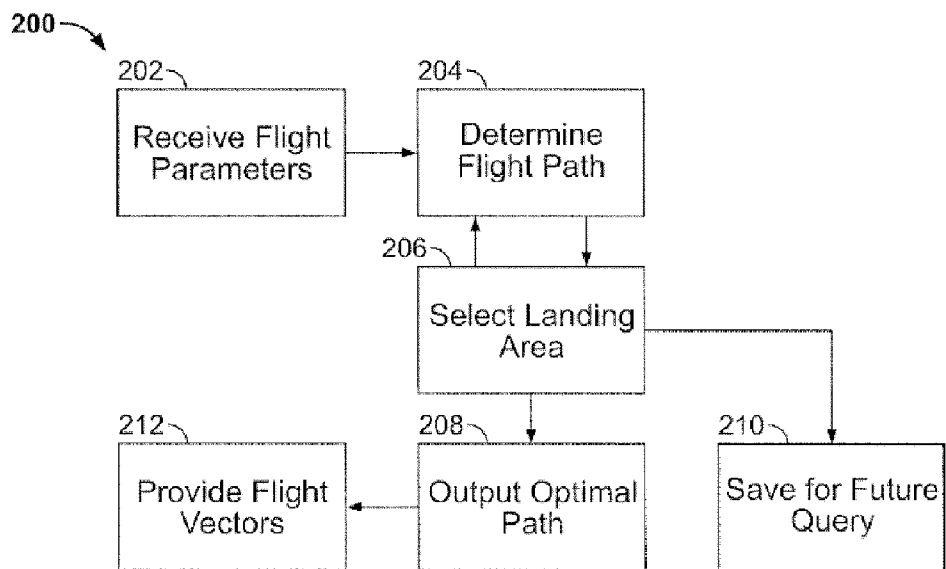 200
202
Receive Flight
Parameters
204
Determine
Flight Path
206
Select Landing
Area
212
Provide Flight
Vectors
208
Output Optimal
Path
210
Save for Future
Query